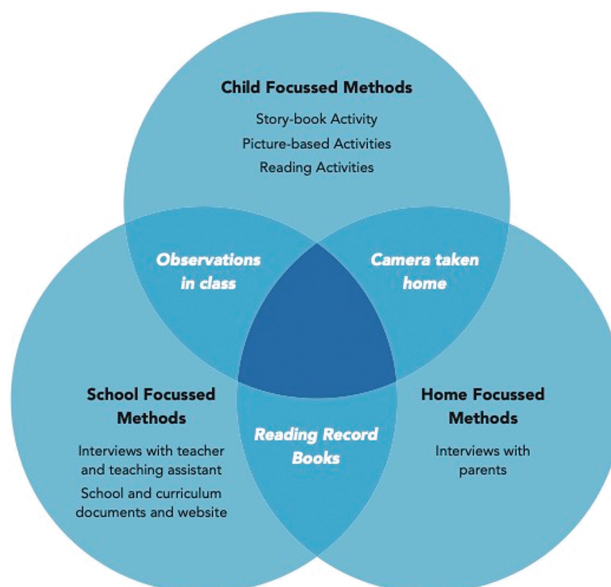 Child Focussed Methods
Story-book Activity
Picture-based Activities
Reading Activities
Observations
in class
Camera taken
home
School Focussed
Methods
Interviews with teacher
and teaching assistant
School and curriculum
documents and website
Reading Record
Books
Home Focussed
Methods
Interviews with
parents